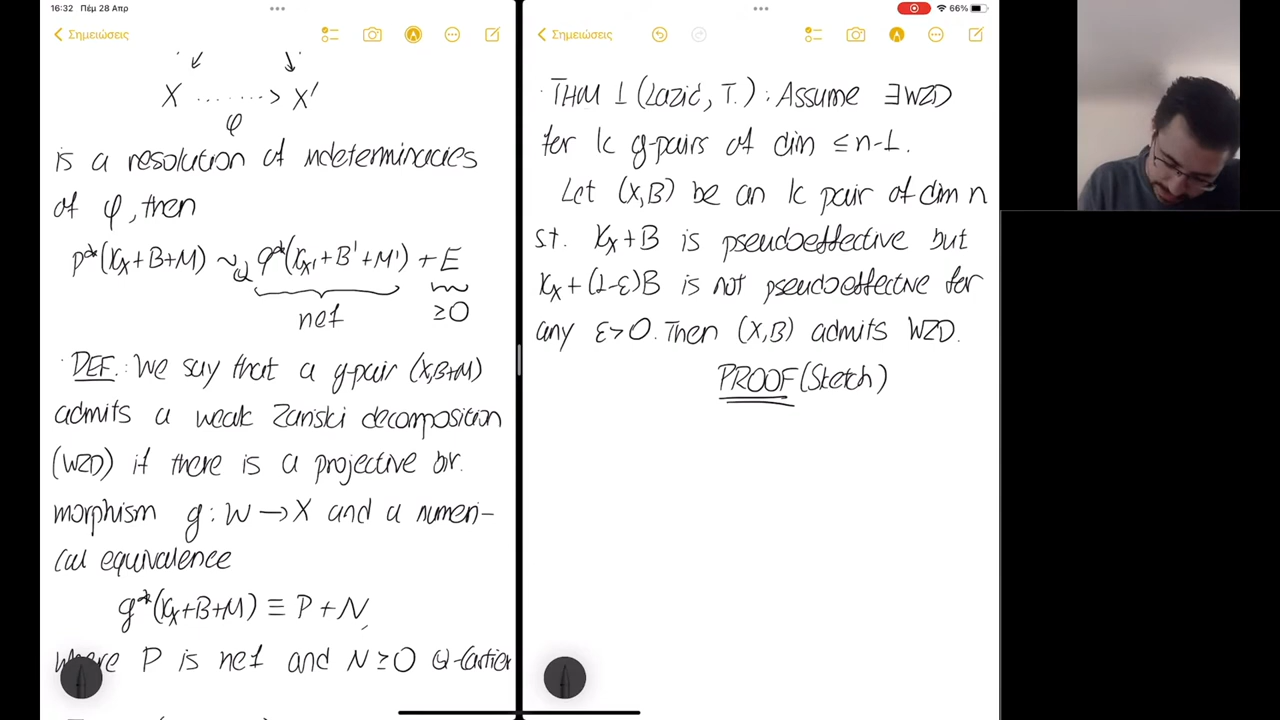 16:32 Πέμ 28 Απρ
66%
Σημειώσεις
X ........> X'
φ
is a resolution of indeterminacies
of φ, then
p*(K_X+B+M) ~_Q q*(K_X'+B'+M') + E
nef ≥0
· DEF.: We say that a g-pair (X,B+M)
admits a weak Zariski decomposition
(WZD) if there is a projective bir.
morphism g: W → X and a numeri-
cal equivalence
g*(K_X+B+M) ≡ P + N,
where P is nef and N ≥ 0 Q-Cartier
Σημειώσεις
· THM 1 (Lazić, T.): Assume ∃ WZD
for lc g-pairs of dim ≤ n-1.
Let (X,B) be an lc pair of dim n
s.t. K_X+B is pseudoeffective but
K_X+(1-ε)B is not pseudoeffective for
any ε>0. Then (X,B) admits WZD.
PROOF (Sketch)